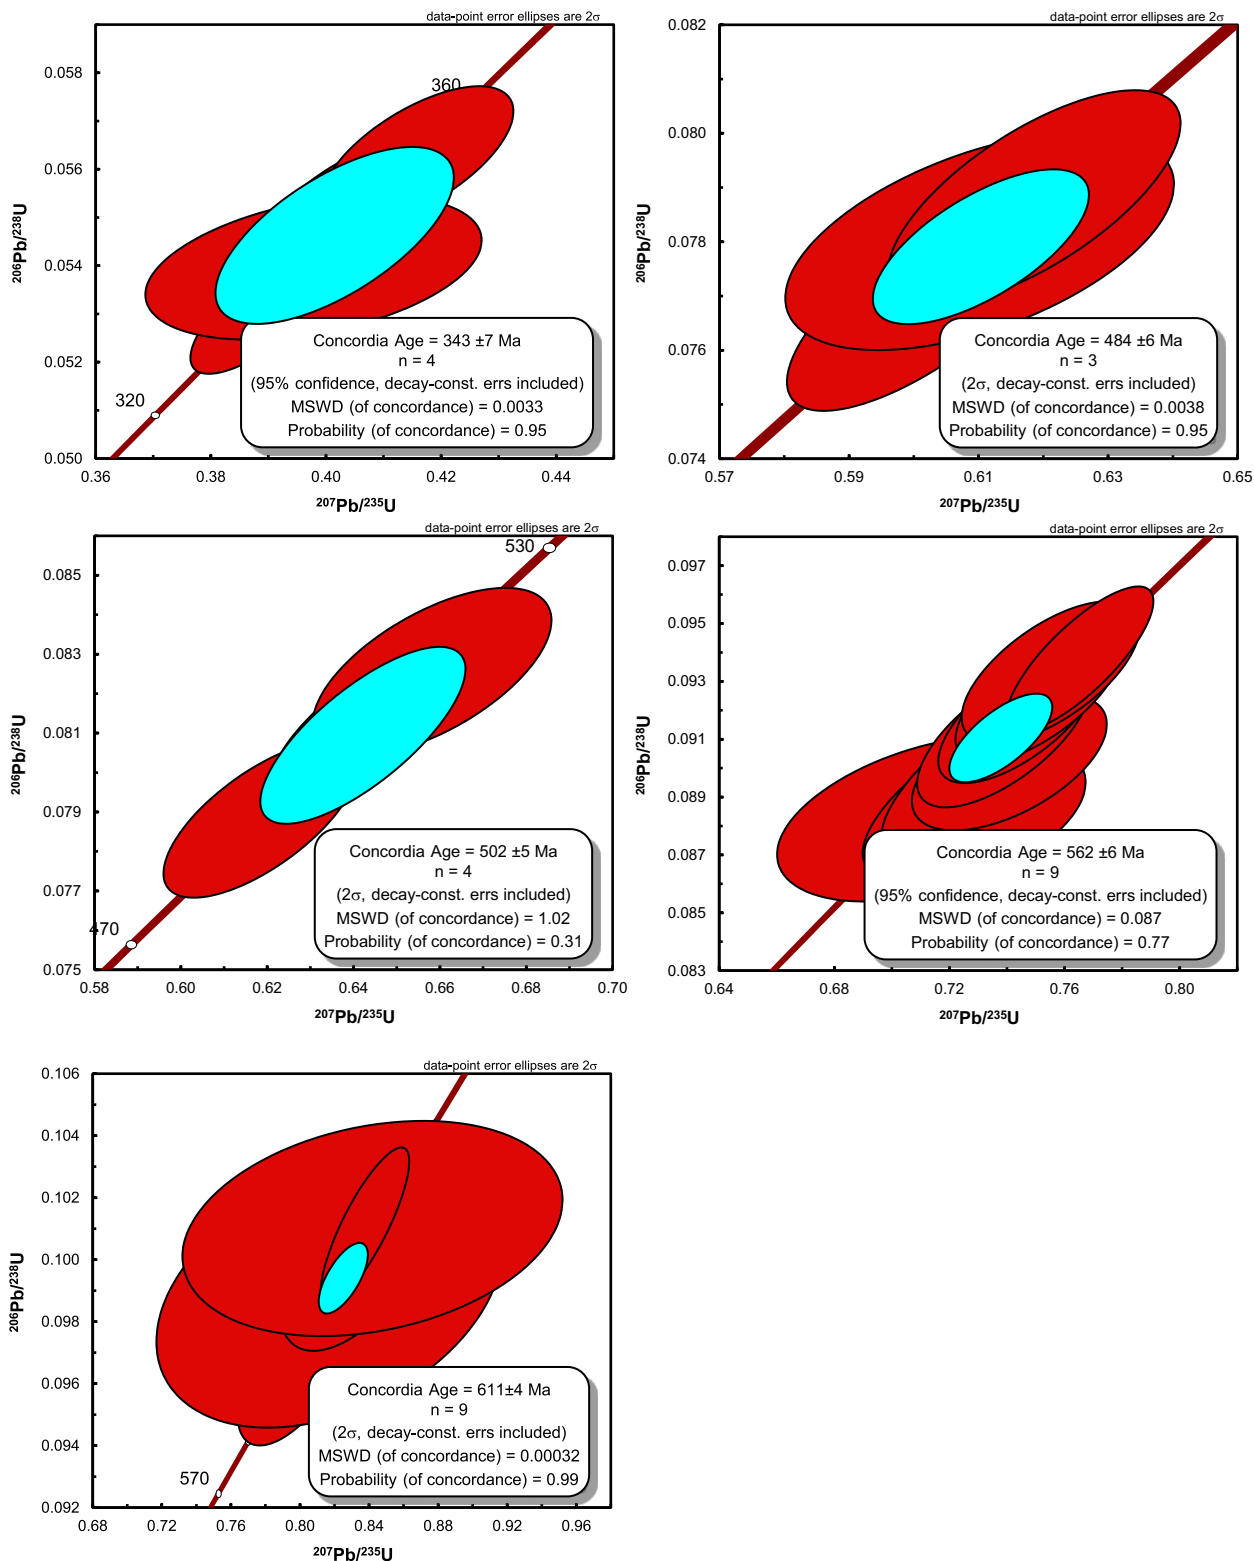 data-point error ellipses are 2σ
0.058
0.056
0.054
0.052
0.050
360
320
Concordia Age = 343 ±7 Ma
n = 4
(95% confidence, decay-const. errs included)
MSWD (of concordance) = 0.0033
Probability (of concordance) = 0.95
0.36 0.38 0.40 0.42 0.44
207Pb/235U
206Pb/238U
data-point error ellipses are 2σ
0.082
0.080
0.078
0.076
0.074
Concordia Age = 484 ±6 Ma
n = 3
(2σ, decay-const. errs included)
MSWD (of concordance) = 0.0038
Probability (of concordance) = 0.95
0.57 0.59 0.61 0.63 0.65
207Pb/235U
206Pb/238U
data-point error ellipses are 2σ
530
0.085
0.083
0.081
0.079
0.077
0.075
470
Concordia Age = 502 ±5 Ma
n = 4
(2σ, decay-const. errs included)
MSWD (of concordance) = 1.02
Probability (of concordance) = 0.31
0.58 0.60 0.62 0.64 0.66 0.68 0.70
207Pb/235U
206Pb/238U
data-point error ellipses are 2σ
0.097
0.095
0.093
0.091
0.089
0.087
0.085
0.083
Concordia Age = 562 ±6 Ma
n = 9
(95% confidence, decay-const. errs included)
MSWD (of concordance) = 0.087
Probability (of concordance) = 0.77
0.64 0.68 0.72 0.76 0.80
207Pb/235U
206Pb/238U
data-point error ellipses are 2σ
0.106
0.104
0.102
0.100
0.098
0.096
0.094
0.092
570
Concordia Age = 611±4 Ma
n = 9
(2σ, decay-const. errs included)
MSWD (of concordance) = 0.00032
Probability (of concordance) = 0.99
0.68 0.72 0.76 0.80 0.84 0.88 0.92 0.96
207Pb/235U
206Pb/238U